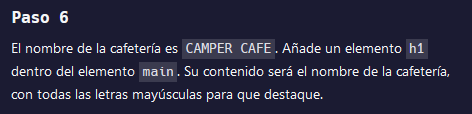 Paso 6
El nombre de la cafetería es CAMPER CAFE. Añade un elemento h1
dentro del elemento main. Su contenido será el nombre de la cafetería,
con todas las letras mayúsculas para que destaque.